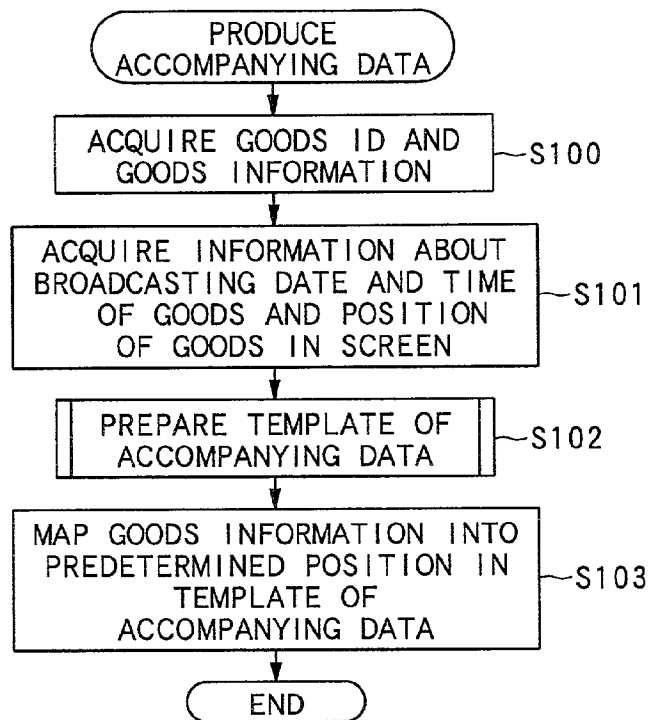 PRODUCE
ACCOMPANYING DATA
ACQUIRE GOODS ID AND
GOODS INFORMATION
S100
ACQUIRE INFORMATION ABOUT
BROADCASTING DATE AND TIME
OF GOODS AND POSITION
OF GOODS IN SCREEN
S101
PREPARE TEMPLATE OF
ACCOMPANYING DATA
S102
MAP GOODS INFORMATION INTO
PREDETERMINED POSITION IN
TEMPLATE OF
ACCOMPANYING DATA
S103
END